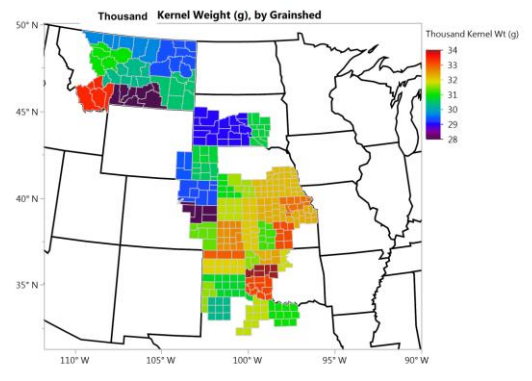 Thousand Kernel Weight (g), by Grainshed
Thousand Kernel Wt (g)
50° N
45° N
40° N
35° N
34
33
32
31
30
29
28
110° W 105° W 100° W 95° W 90° W